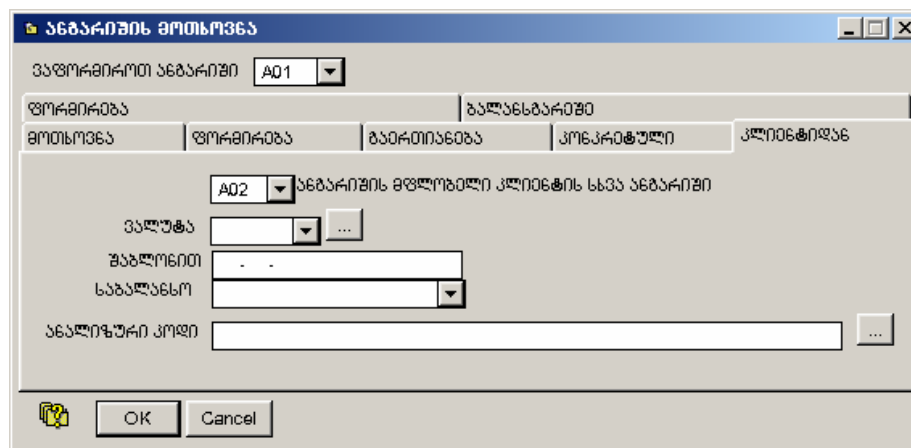 ანგარიშის მოთხოვნა
ვაფორმიროთ ანგარიში A01
ფორმირება ბალანსგარეშე
მოთხოვნა ფორმირება გაერთიანება კონკრეტული კლიენტიდან
A02 ანგარიშის მფლობელი კლიენტის სხვა ანგარიში
ვალუტა ...
შაბლონით - -
საბალანსო
ანალიზური კოდი ...
OK Cancel